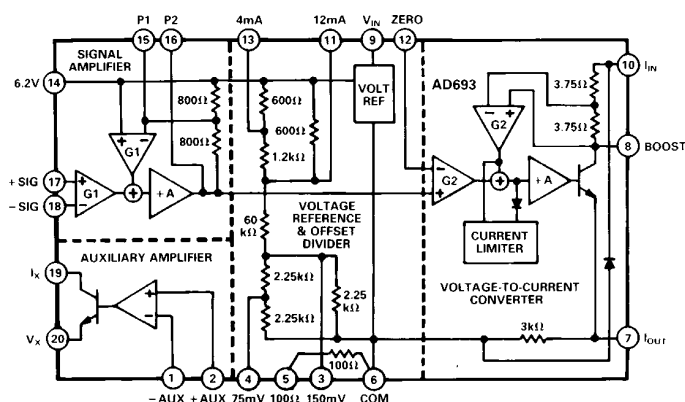 P1 P2 4mA 12mA VIN ZERO
15 16 13 11 9 12
SIGNAL
AMPLIFIER
6.2V 14
800Ω
800Ω
600Ω
600Ω
1.2kΩ
VOLT
REF
AD693
10 IIN
3.75Ω
3.75Ω
- +
G2
8 BOOST
+ -
G1
+SIG 17
-SIG 18
+
-
G1
+
+A
-
+
G2
+
+A
60
kΩ
VOLTAGE
REFERENCE
& OFFSET
DIVIDER
CURRENT
LIMITER
AUXILIARY AMPLIFIER
IX 19
+
-
VX 20
2.25kΩ
2.25kΩ
2.25
kΩ
VOLTAGE-TO-CURRENT
CONVERTER
3kΩ
7 IOUT
100Ω
1 2 4 5 3 6
-AUX +AUX 75mV 100Ω 150mV COM